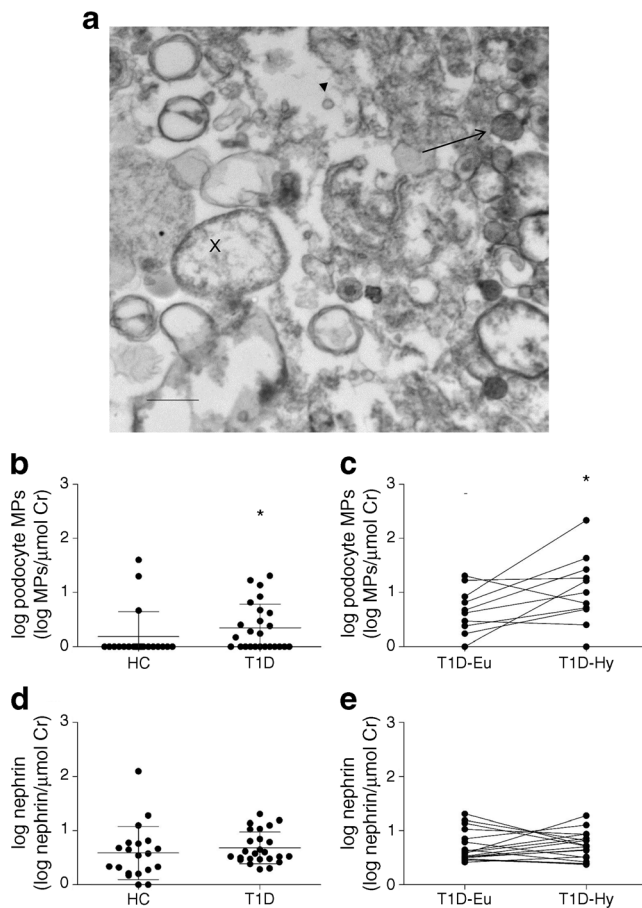 a
X
b
c
log podocyte MPs
(log MPs/μmol Cr)
3
2
1
0
*
HC
T1D
log podocyte MPs
(log MPs/μmol Cr)
3
2
1
0
-
*
T1D-Eu
T1D-Hy
d
e
log nephrin
(log nephrin/μmol Cr)
3
2
1
0
HC
T1D
log nephrin
(log nephrin/μmol Cr)
3
2
1
0
T1D-Eu
T1D-Hy